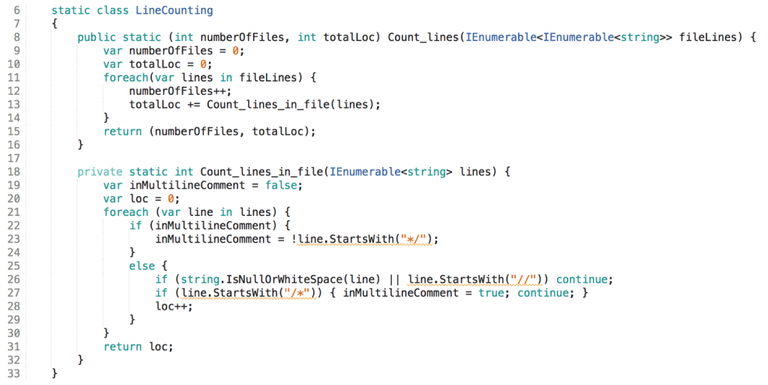 6 static class LineCounting
7 {
8     public static (int numberOfFiles, int totalLoc) Count_lines(IEnumerable<IEnumerable<string>> fileLines) {
9         var numberOfFiles = 0;
10         var totalLoc = 0;
11         foreach(var lines in fileLines) {
12             numberOfFiles++;
13             totalLoc += Count_lines_in_file(lines);
14         }
15         return (numberOfFiles, totalLoc);
16     }
17
18     private static int Count_lines_in_file(IEnumerable<string> lines) {
19         var inMultilineComment = false;
20         var loc = 0;
21         foreach (var line in lines) {
22             if (inMultilineComment) {
23                 inMultilineComment = !line.StartsWith("*/");
24             }
25             else {
26                 if (string.IsNullOrWhiteSpace(line) || line.StartsWith("//")) continue;
27                 if (line.StartsWith("/*")) { inMultilineComment = true; continue; }
28                 loc++;
29             }
30         }
31         return loc;
32     }
33 }